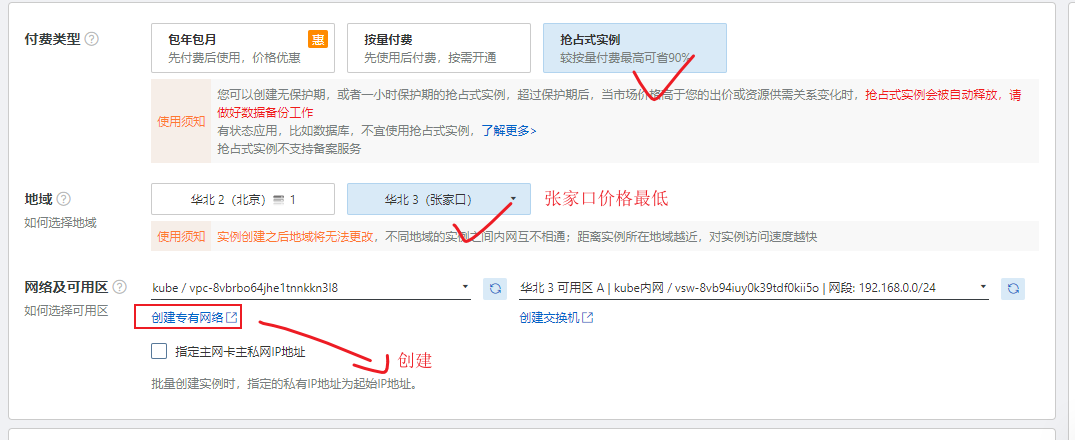 付费类型
包年包月
惠
先付费后使用，价格优惠
按量付费
先使用后付费，按需开通
抢占式实例
较按量付费最高可省90%
使用须知
您可以创建无保护期，或者一小时保护期的抢占式实例，超过保护期后，当市场价格高于您的出价或资源供需关系变化时，抢占式实例会被自动释放，请
做好数据备份工作
有状态应用，比如数据库，不宜使用抢占式实例，了解更多>
抢占式实例不支持备案服务
地域
如何选择地域
华北 2（北京） 1
华北 3（张家口）
张家口价格最低
使用须知
实例创建之后地域将无法更改，不同地域的实例之间内网互不相通；距离实例所在地域越近，对实例访问速度越快
网络及可用区
如何选择可用区
kube / vpc-8vbrbo64jhe1tnnkkn3l8
华北 3 可用区 A | kube内网 / vsw-8vb94iuy0k39tdf0kii5o | 网段: 192.168.0.0/24
创建专有网络
创建交换机
指定主网卡主私网IP地址
创建
批量创建实例时，指定的私有IP地址为起始IP地址。